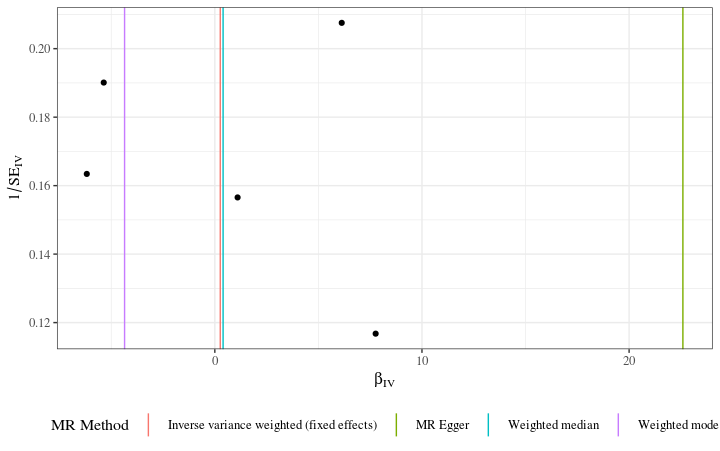 0.20
0.18
0.16
0.14
0.12
1/SE_IV
0 10 20
β_IV
MR Method Inverse variance weighted (fixed effects) MR Egger Weighted median Weighted mode